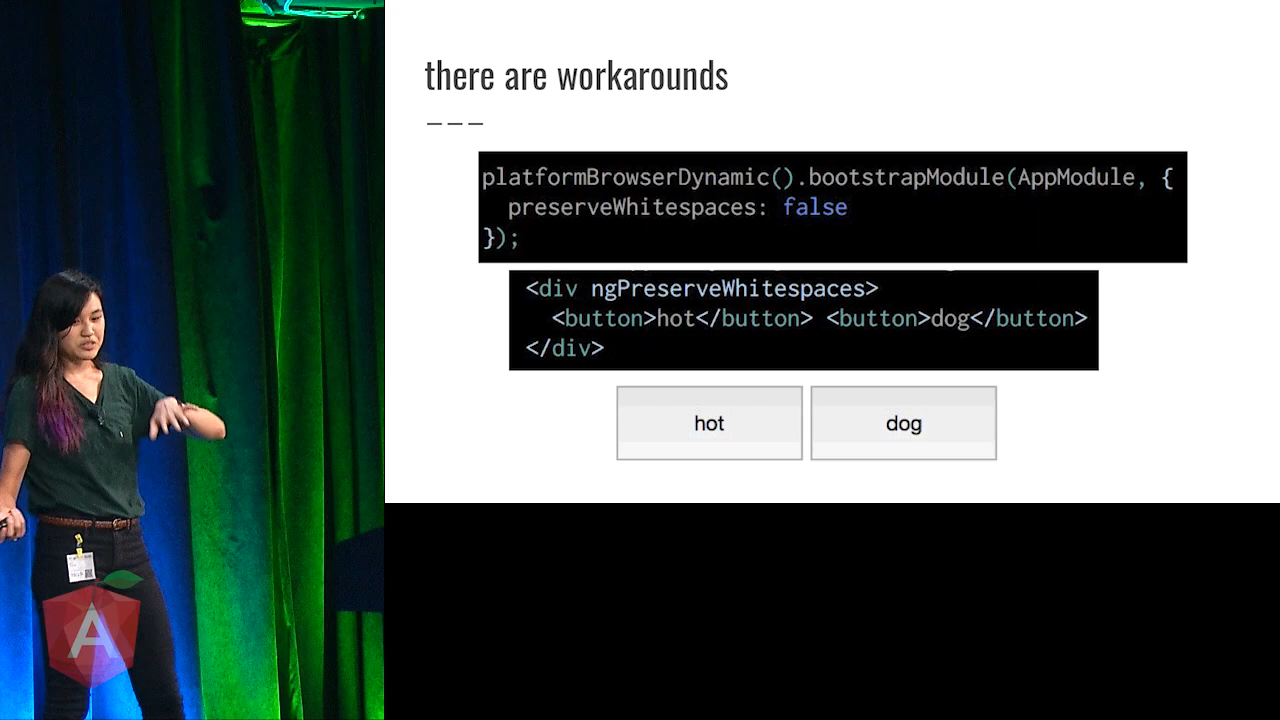 there are workarounds
---
platformBrowserDynamic().bootstrapModule(AppModule, {
  preserveWhitespaces: false
});
<div ngPreserveWhitespaces>
  <button>hot</button> <button>dog</button>
</div>
hot dog
A